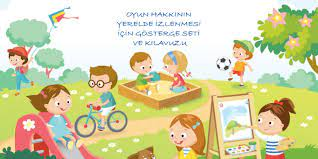 OYUN HAKKININ
YERELDE İZLENMESİ
İÇİN GÖSTERGE SETİ
VE KILAVUZU